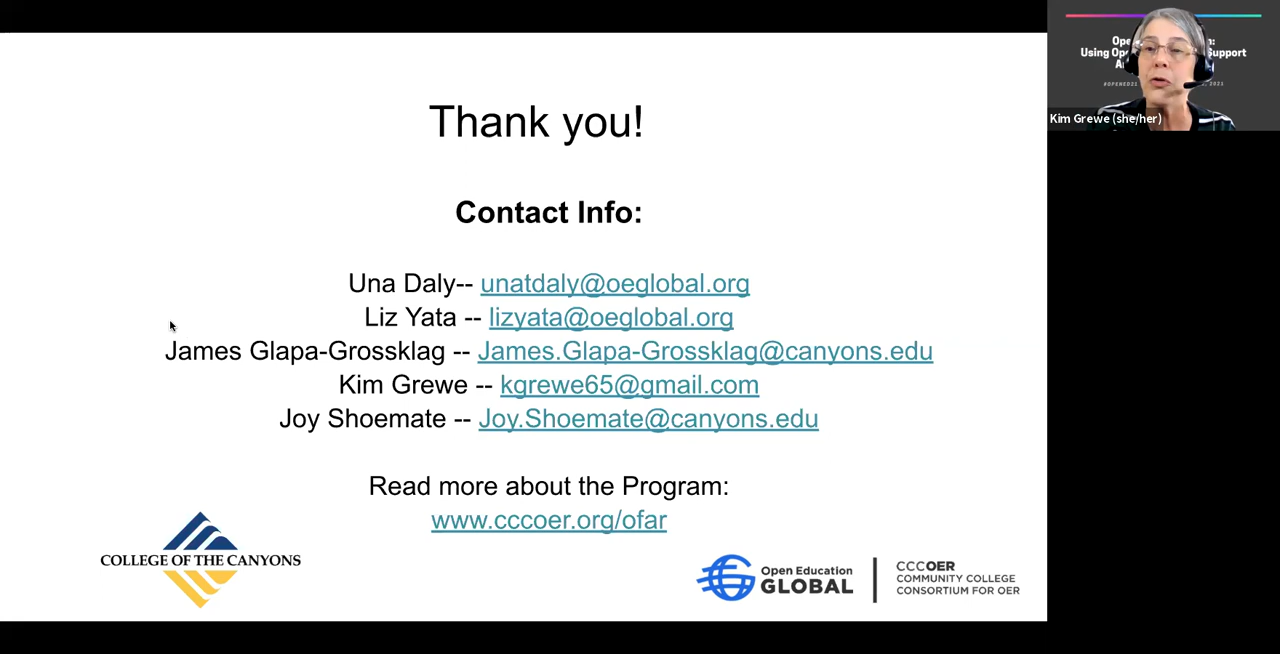 Thank you!
Contact Info:
Una Daly-- unatdaly@oeglobal.org
Liz Yata -- lizyata@oeglobal.org
James Glapa-Grossklag -- James.Glapa-Grossklag@canyons.edu
Kim Grewe -- kgrewe65@gmail.com
Joy Shoemate -- Joy.Shoemate@canyons.edu
Read more about the Program:
www.cccoer.org/ofar
COLLEGE OF THE CANYONS
Open Education
GLOBAL
CCCOER
COMMUNITY COLLEGE
CONSORTIUM FOR OER
Using Support
Kim Grewe (she/her)